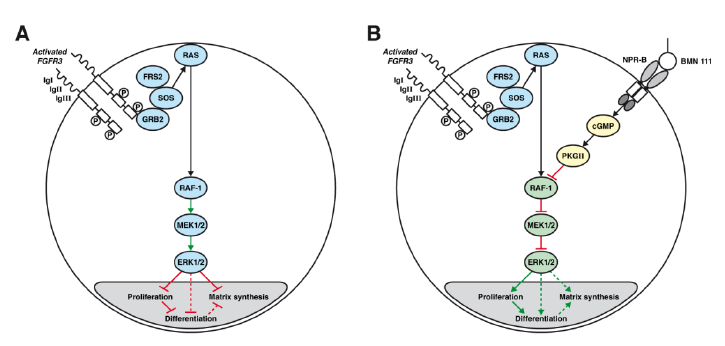 A
Activated
FGFR3
IgI
IgII
IgIII
P
P
P
P
FRS2
SOS
GRB2
RAS
RAF-1
MEK1/2
ERK1/2
Proliferation
Matrix synthesis
Differentiation
B
Activated
FGFR3
IgI
IgII
IgIII
P
P
P
P
FRS2
SOS
GRB2
RAS
NPR-B
BMN 111
cGMP
PKGII
RAF-1
MEK1/2
ERK1/2
Proliferation
Matrix synthesis
Differentiation